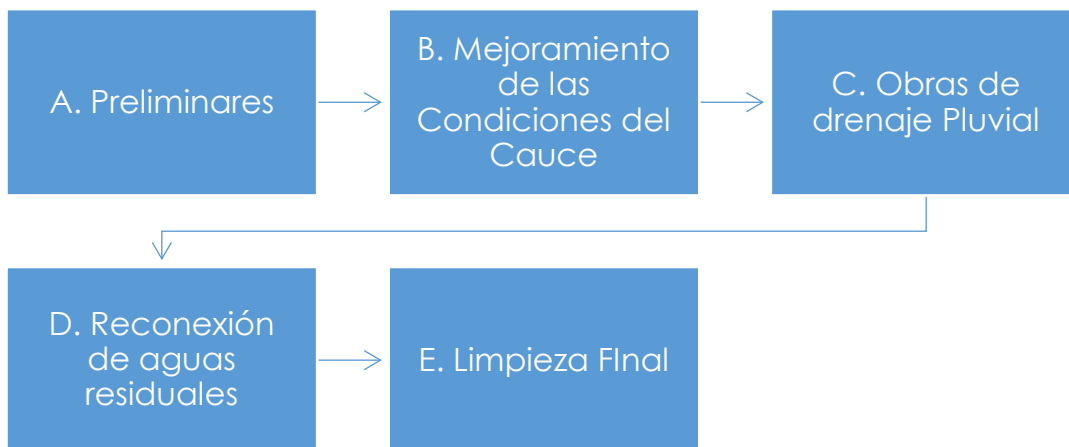 A. Preliminares
B. Mejoramiento
de las
Condiciones del
Cauce
C. Obras de
drenaje Pluvial
D. Reconexión
de aguas
residuales
E. Limpieza FInal